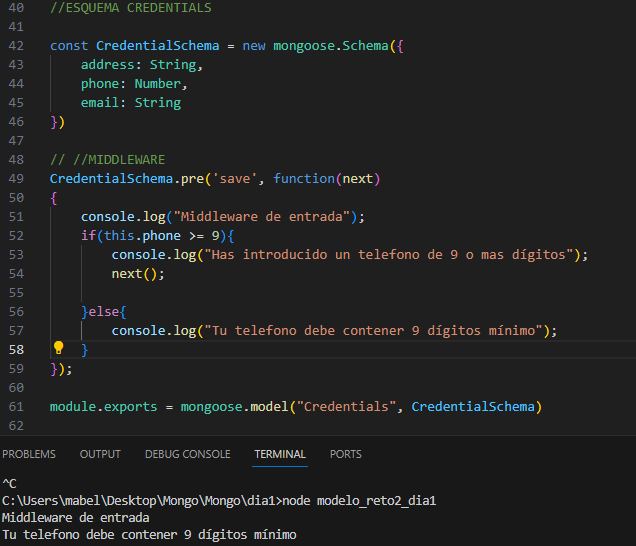 40 //ESQUEMA CREDENTIALS
41
42 const CredentialSchema = new mongoose.Schema({
43 address: String,
44 phone: Number,
45 email: String
46 })
47
48 // //MIDDLEWARE
49 CredentialSchema.pre('save', function(next)
50 {
51 console.log("Middleware de entrada");
52 if(this.phone >= 9){
53 console.log("Has introducido un telefono de 9 o mas dígitos");
54 next();
55
56 }else{
57 console.log("Tu telefono debe contener 9 dígitos mínimo");
58 }
59 });
60
61 module.exports = mongoose.model("Credentials", CredentialSchema)
62
PROBLEMS OUTPUT DEBUG CONSOLE TERMINAL PORTS
^C
C:\Users\mabel\Desktop\Mongo\Mongo\dia1>node modelo_reto2_dia1
Middleware de entrada
Tu telefono debe contener 9 dígitos mínimo